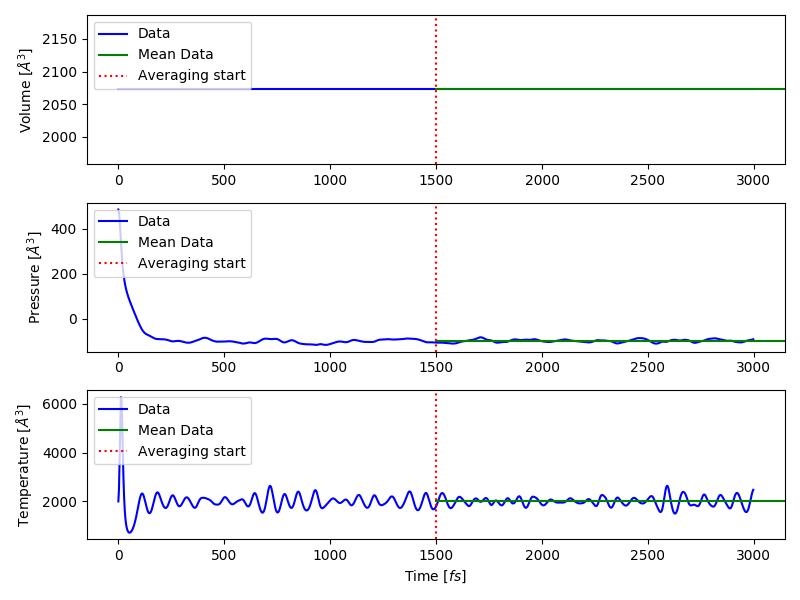 Volume [Å³]
2150
2100
2050
2000
Data
Mean Data
Averaging start
0 500 1000 1500 2000 2500 3000
Pressure [Å³]
400
200
0
Data
Mean Data
Averaging start
0 500 1000 1500 2000 2500 3000
Temperature [Å³]
6000
4000
2000
Data
Mean Data
Averaging start
0 500 1000 1500 2000 2500 3000
Time [fs]